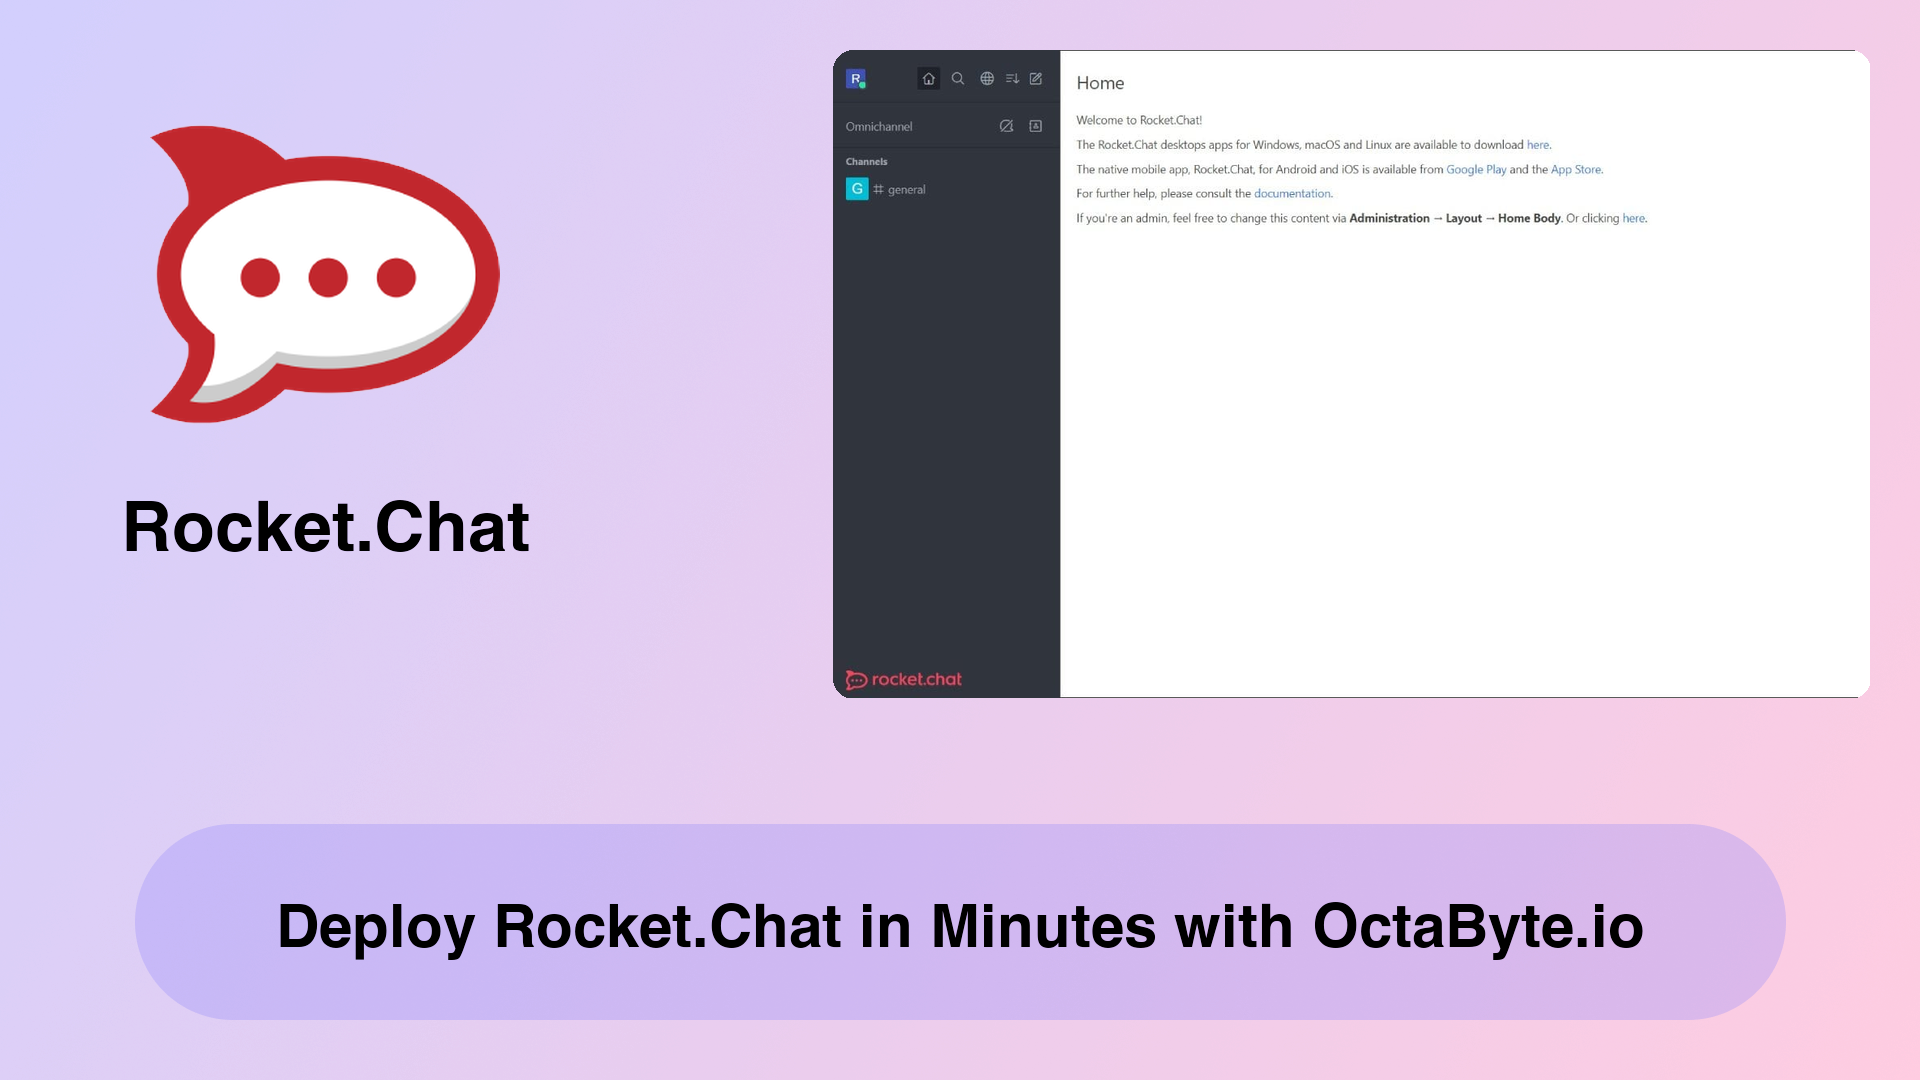 Rocket.Chat
R
Omnichannel
Channels
G general
rocket.chat
Home
Welcome to Rocket.Chat!
The Rocket.Chat desktops apps for Windows, macOS and Linux are available to download here.
The native mobile app, Rocket.Chat, for Android and iOS is available from Google Play and the App Store.
For further help, please consult the documentation.
If you're an admin, feel free to change this content via Administration → Layout → Home Body. Or clicking here.
Deploy Rocket.Chat in Minutes with OctaByte.io